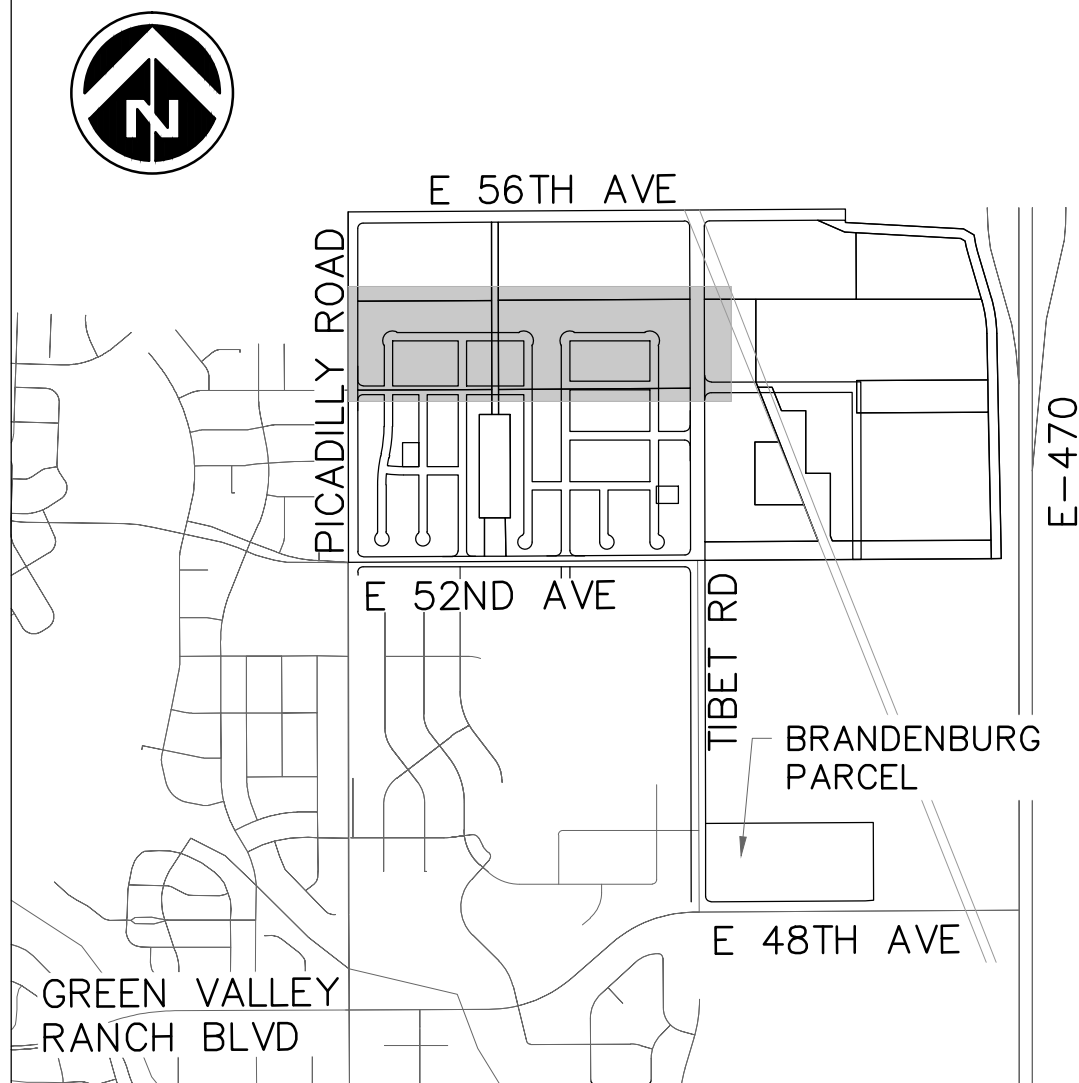 N
E 56TH AVE
PICADILLY ROAD
E-470
E 52ND AVE
TIBET RD
BRANDENBURG
PARCEL
E 48TH AVE
GREEN VALLEY
RANCH BLVD